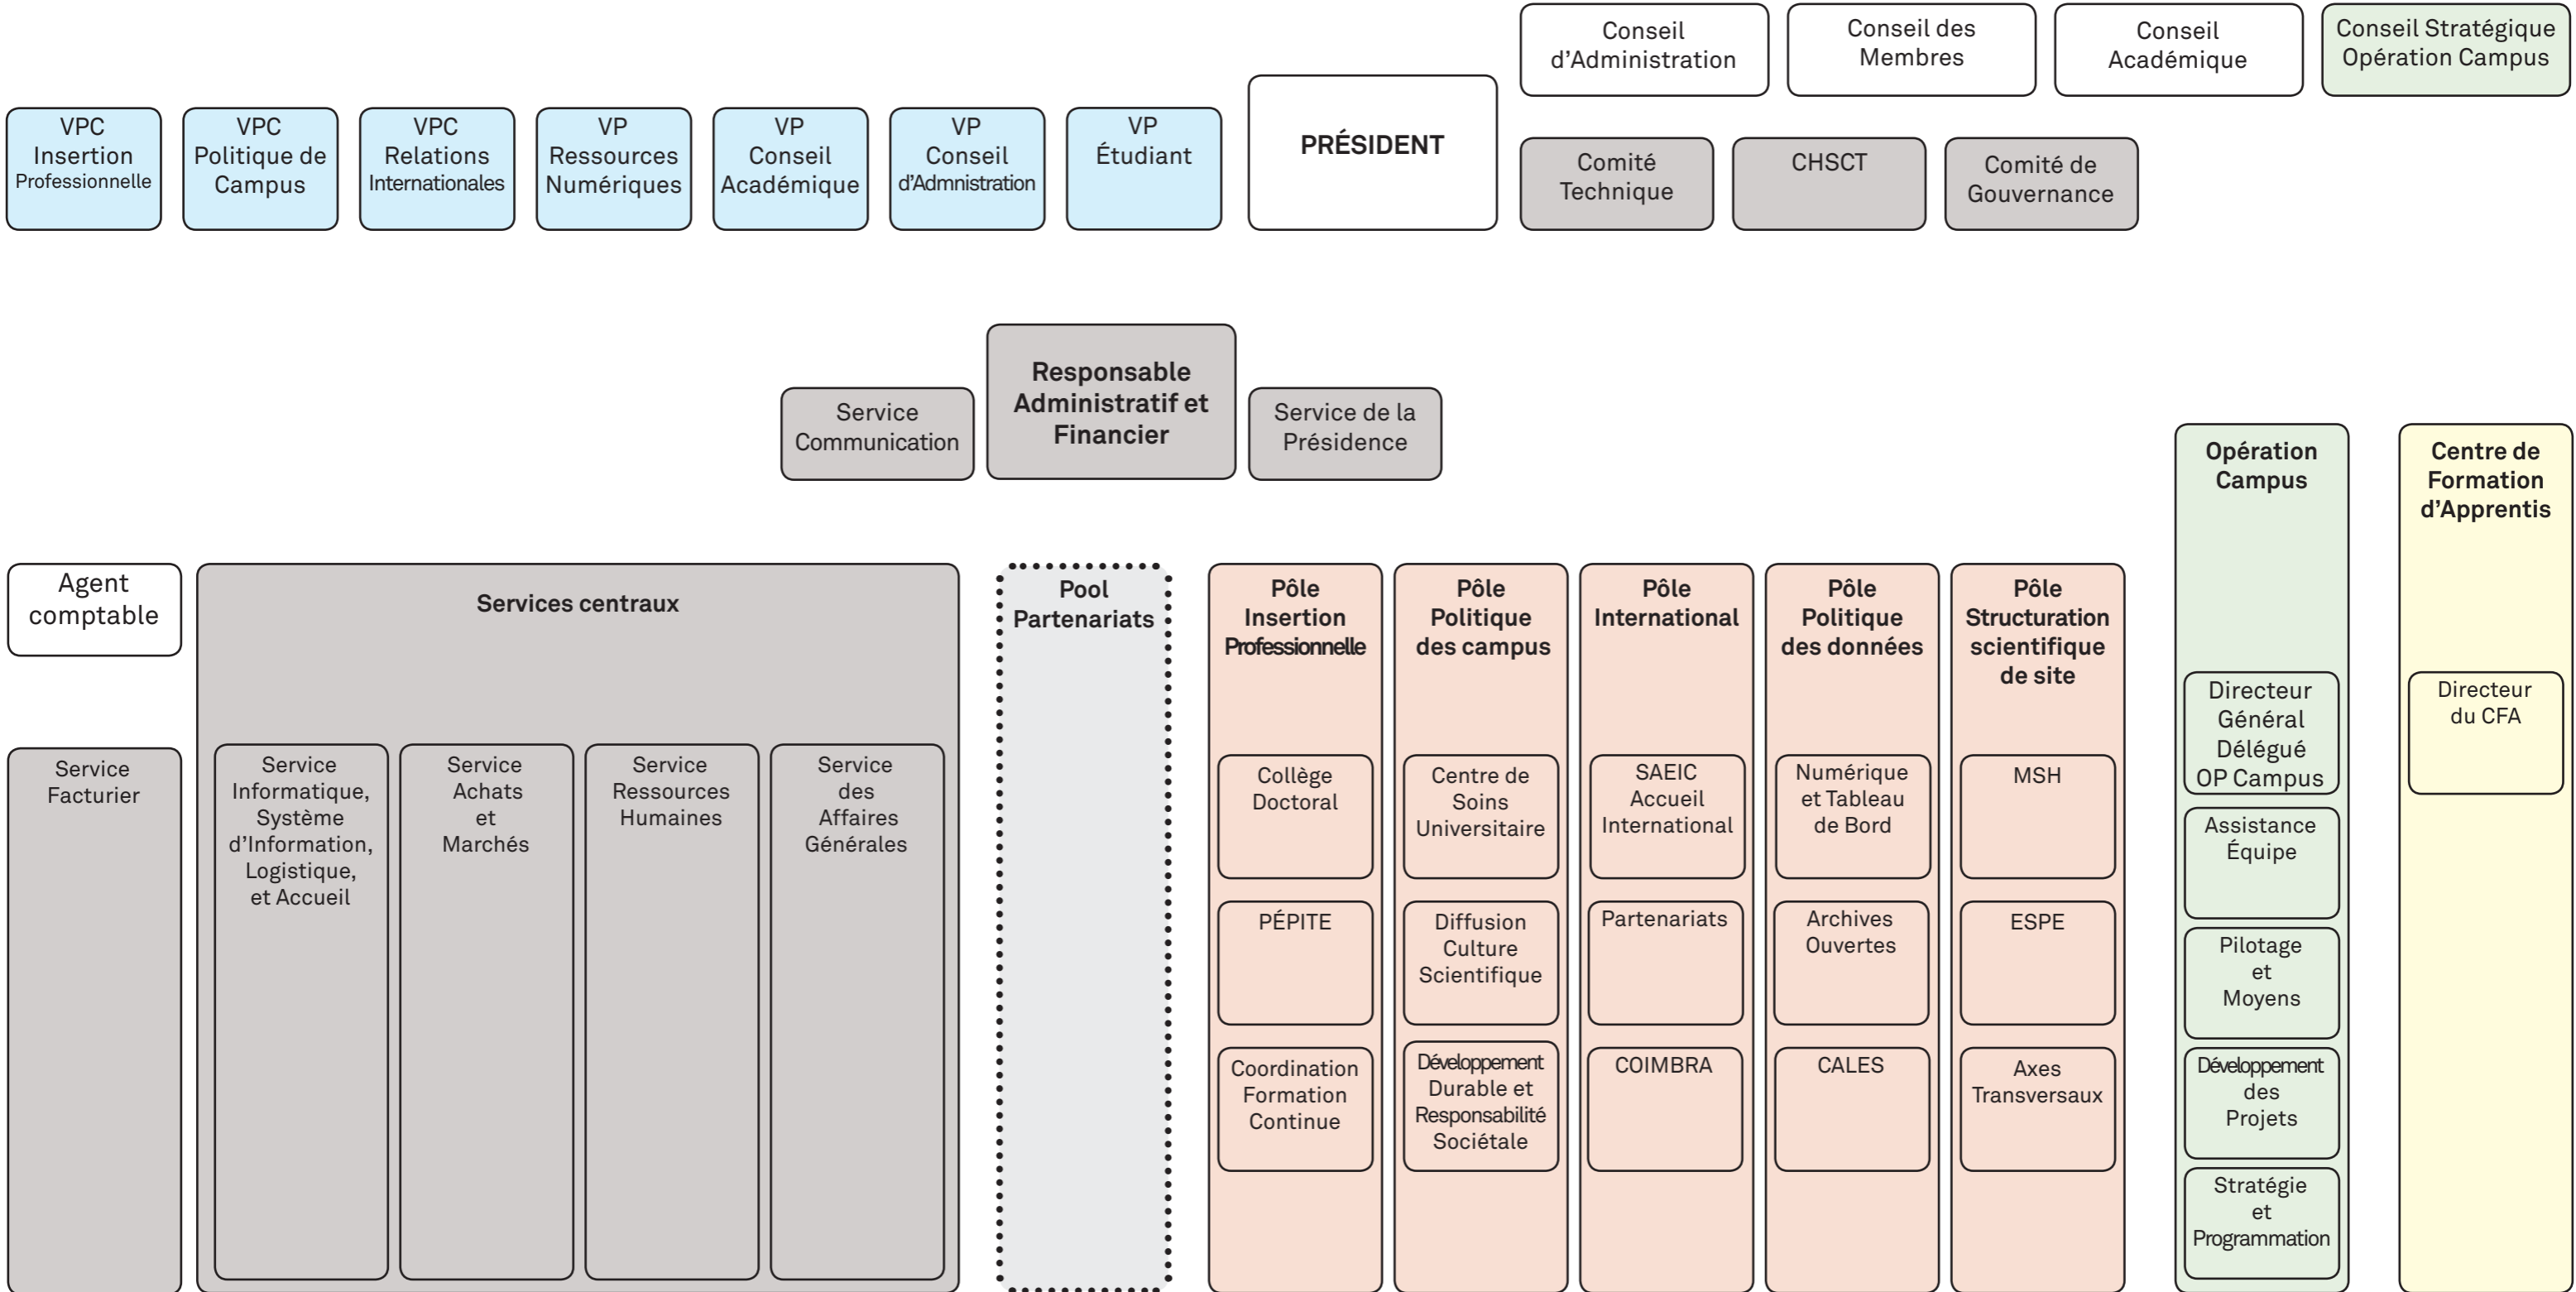 Conseil
d'Administration
Conseil des
Membres
Conseil
Académique
Conseil Stratégique
Opération Campus
VPC
Insertion
Professionnelle
VPC
Politique de
Campus
VPC
Relations
Internationales
VP
Ressources
Numériques
VP
Conseil
Académique
VP
Conseil
d'Admnistration
VP
Étudiant
PRÉSIDENT
Comité
Technique
CHSCT
Comité de
Gouvernance
Service
Communication
Responsable
Administratif et
Financier
Service de la
Présidence
Opération
Campus
Centre de
Formation
d'Apprentis
Agent
comptable
Services centraux
Pool
Partenariats
Pôle
Insertion
Professionnelle
Pôle
Politique
des campus
Pôle
International
Pôle
Politique
des données
Pôle
Structuration
scientifique
de site
Service
Facturier
Service
Informatique,
Système
d'Information,
Logistique,
et Accueil
Service
Achats
et
Marchés
Service
Ressources
Humaines
Service
des
Affaires
Générales
Collège
Doctoral
PÉPITE
Coordination
Formation
Continue
Centre de
Soins
Universitaire
Diffusion
Culture
Scientifique
Développement
Durable et
Responsabilité
Sociétale
SAEIC
Accueil
International
Partenariats
COIMBRA
Numérique
et Tableau
de Bord
Archives
Ouvertes
CALES
MSH
ESPE
Axes
Transversaux
Directeur
Général
Délégué
OP Campus
Assistance
Équipe
Pilotage
et
Moyens
Développement
des
Projets
Stratégie
et
Programmation
Directeur
du CFA